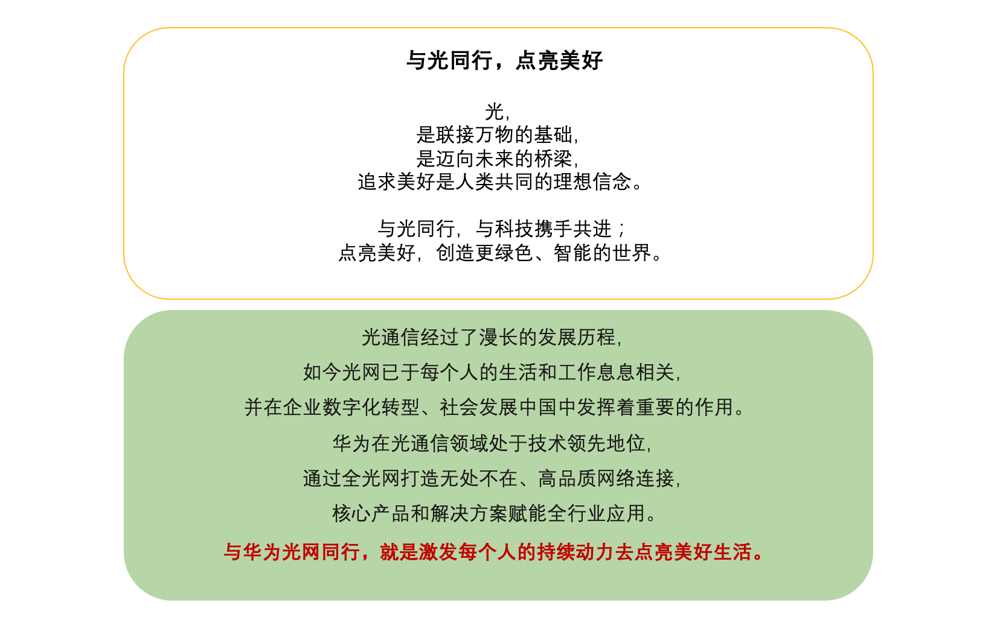 与光同行，点亮美好
光，
是联接万物的基础，
是迈向未来的桥梁，
追求美好是人类共同的理想信念。
与光同行，与科技携手共进；
点亮美好，创造更绿色、智能的世界。
光通信经过了漫长的发展历程，
如今光网已于每个人的生活和工作息息相关，
并在企业数字化转型、社会发展中国中发挥着重要的作用。
华为在光通信领域处于技术领先地位，
通过全光网打造无处不在、高品质网络连接，
核心产品和解决方案赋能全行业应用。
与华为光网同行，就是激发每个人的持续动力去点亮美好生活。